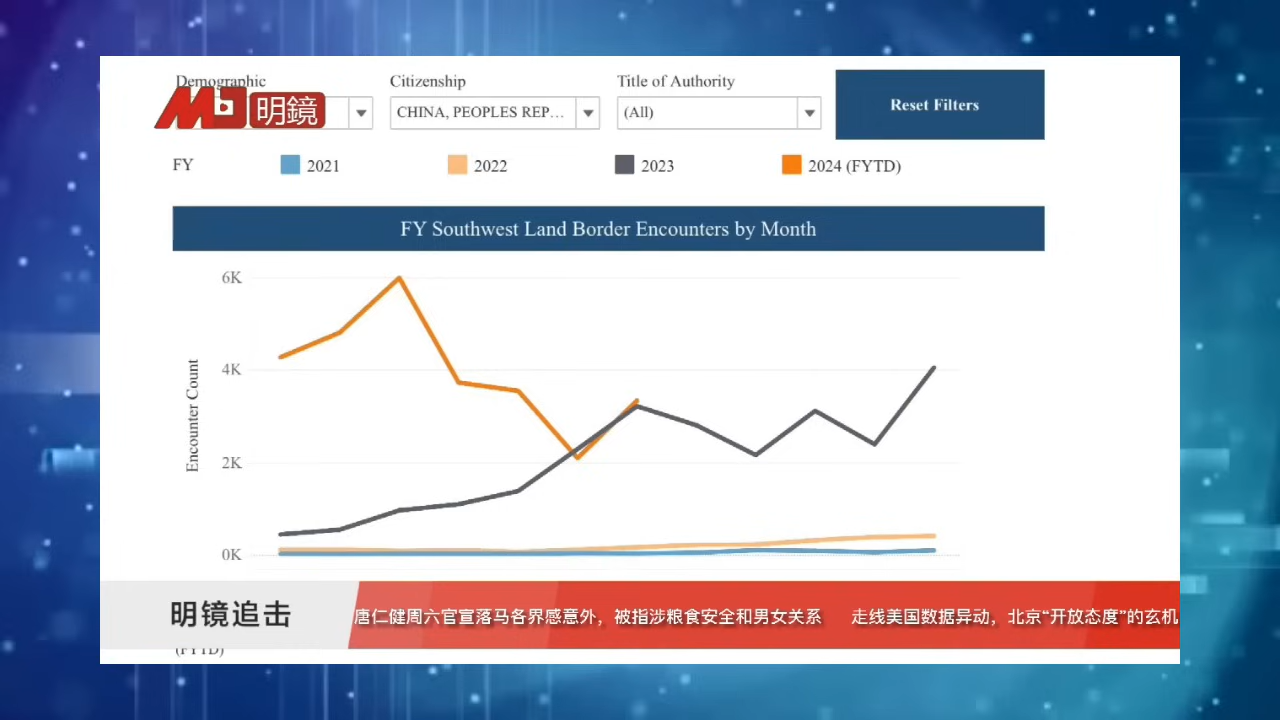 Demographic
Citizenship
Title of Authority
明鏡
CHINA, PEOPLES REP...
(All)
Reset Filters
FY
2021
2022
2023
2024 (FYTD)
FY Southwest Land Border Encounters by Month
6K
4K
2K
0K
Encounter Count
明镜追击
唐仁健周六官宣落马各界感意外，被指涉粮食安全和男女关系 走线美国数据异动，北京“开放态度”的玄机
(FYTD)